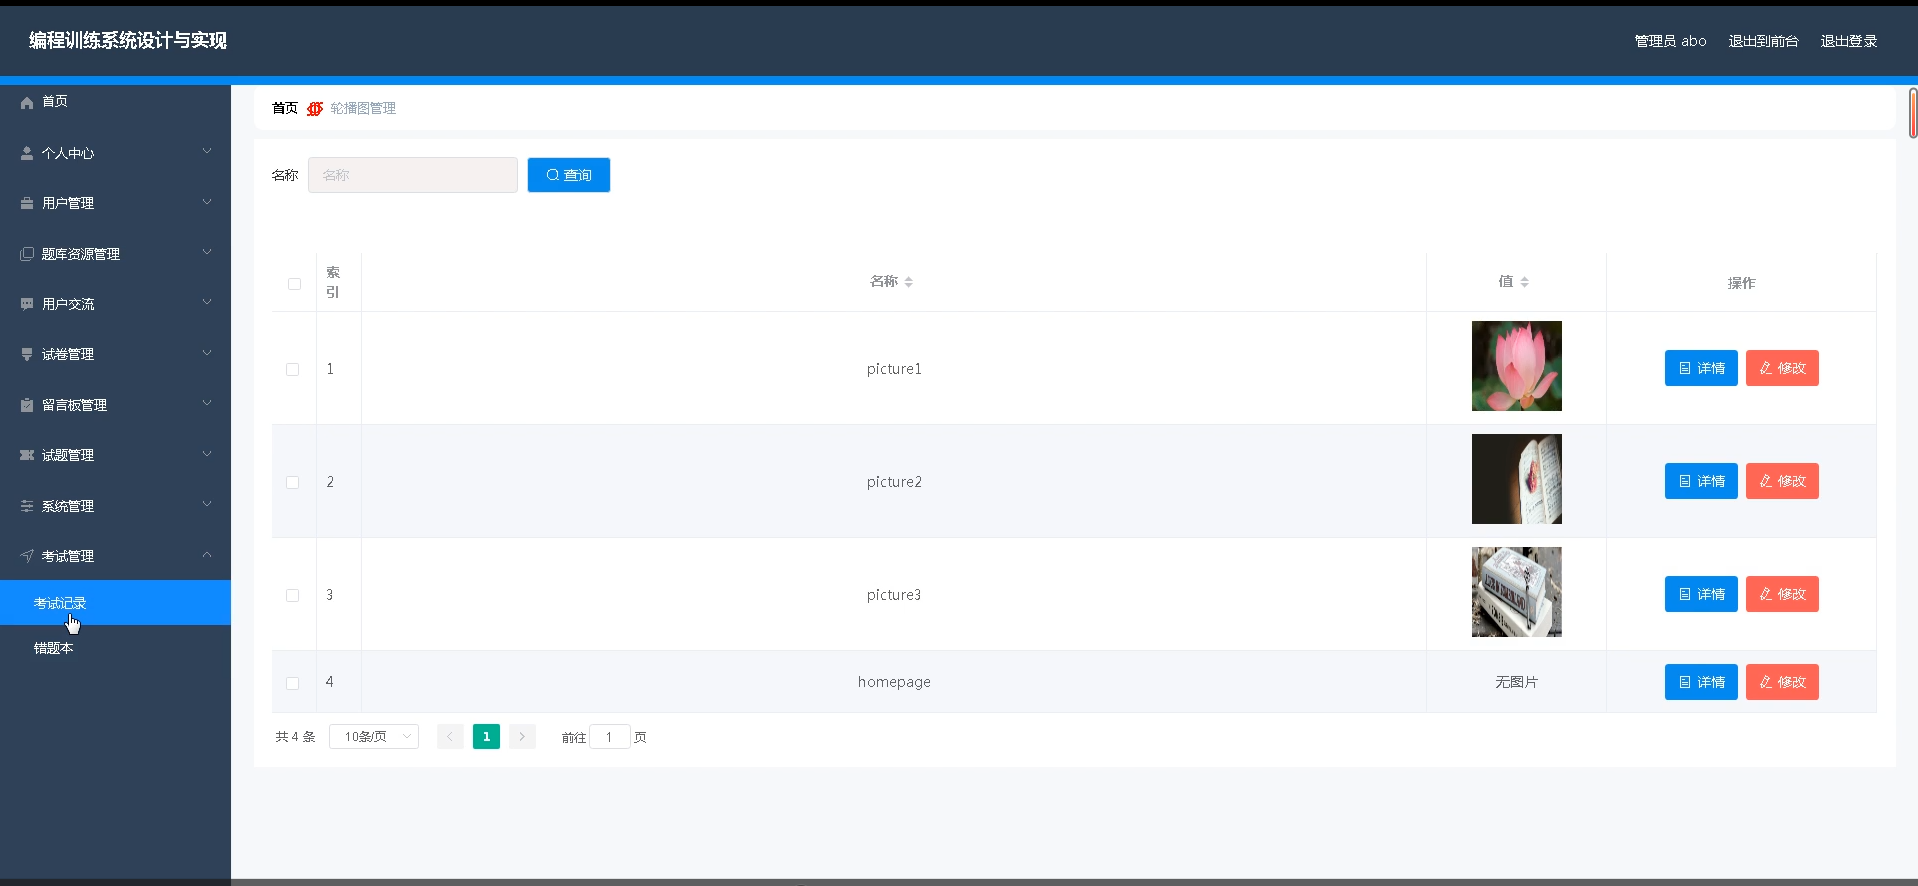 编程训练系统设计与实现
管理员 abo 退出到前台 退出登录
首页
个人中心
用户管理
题库资源管理
用户交流
试卷管理
留言板管理
试题管理
系统管理
考试管理
考试记录
错题本
首页 轮播图管理
名称 名称 查询
索引 名称 值 操作
1 picture1 详情 修改
2 picture2 详情 修改
3 picture3 详情 修改
4 homepage 无图片 详情 修改
共 4 条 10条/页 1 前往 1 页